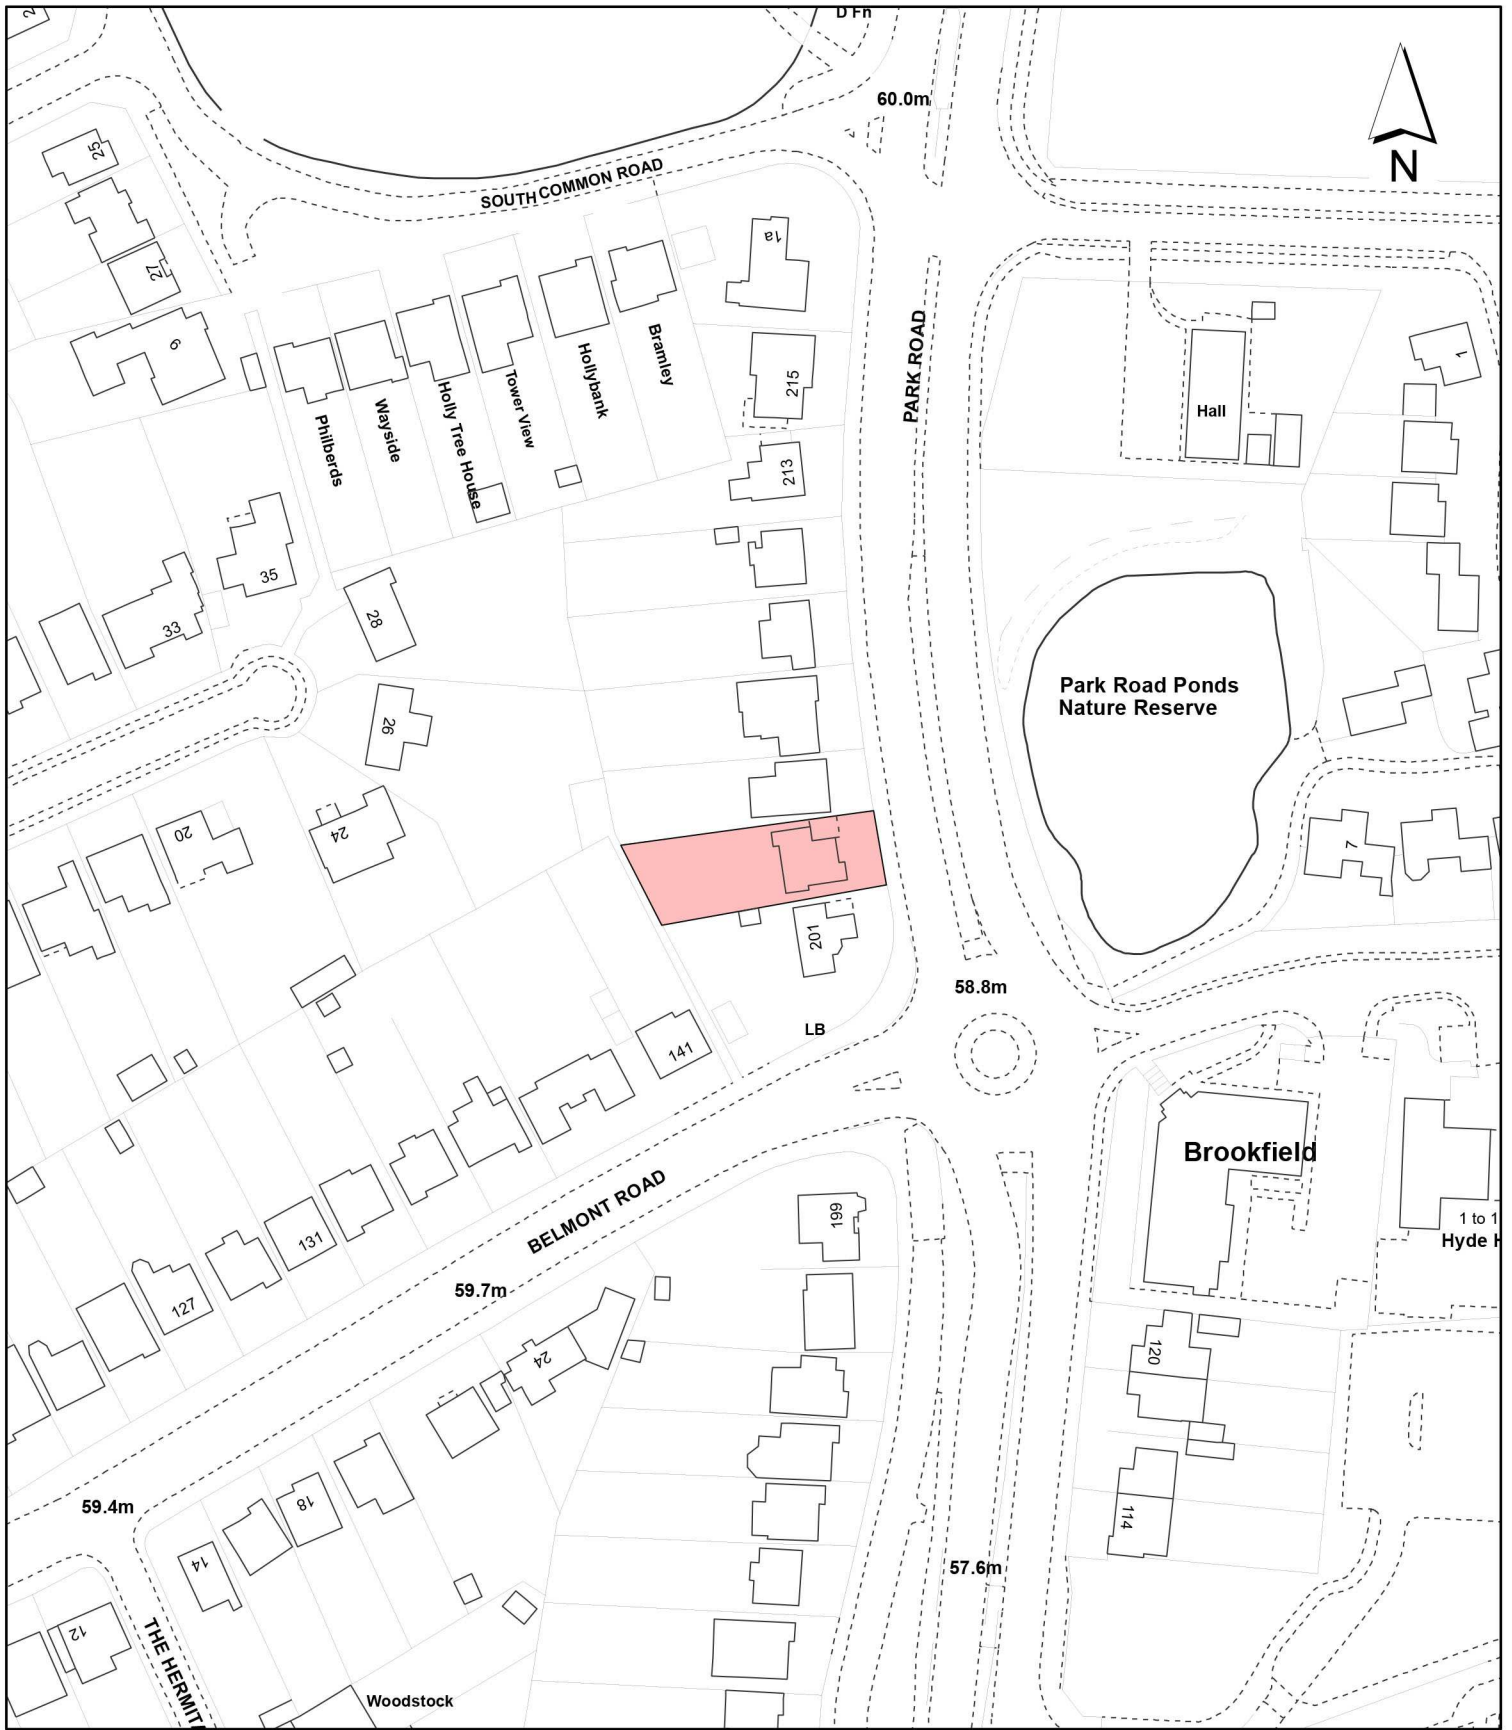 D Fn
60.0m
N
SOUTH COMMON ROAD
25
27
9
1a
PARK ROAD
Bramley
Hollybank
Tower View
Holly Tree House
Wayside
Philberds
215
213
Hall
1
35
33
28
26
Park Road Ponds
Nature Reserve
20
24
7
201
58.8m
LB
141
Brookfield
BELMONT ROAD
199
1 to 1
Hyde H
131
127
59.7m
24
120
18
59.4m
14
114
57.6m
12
THE HERMITA
Woodstock